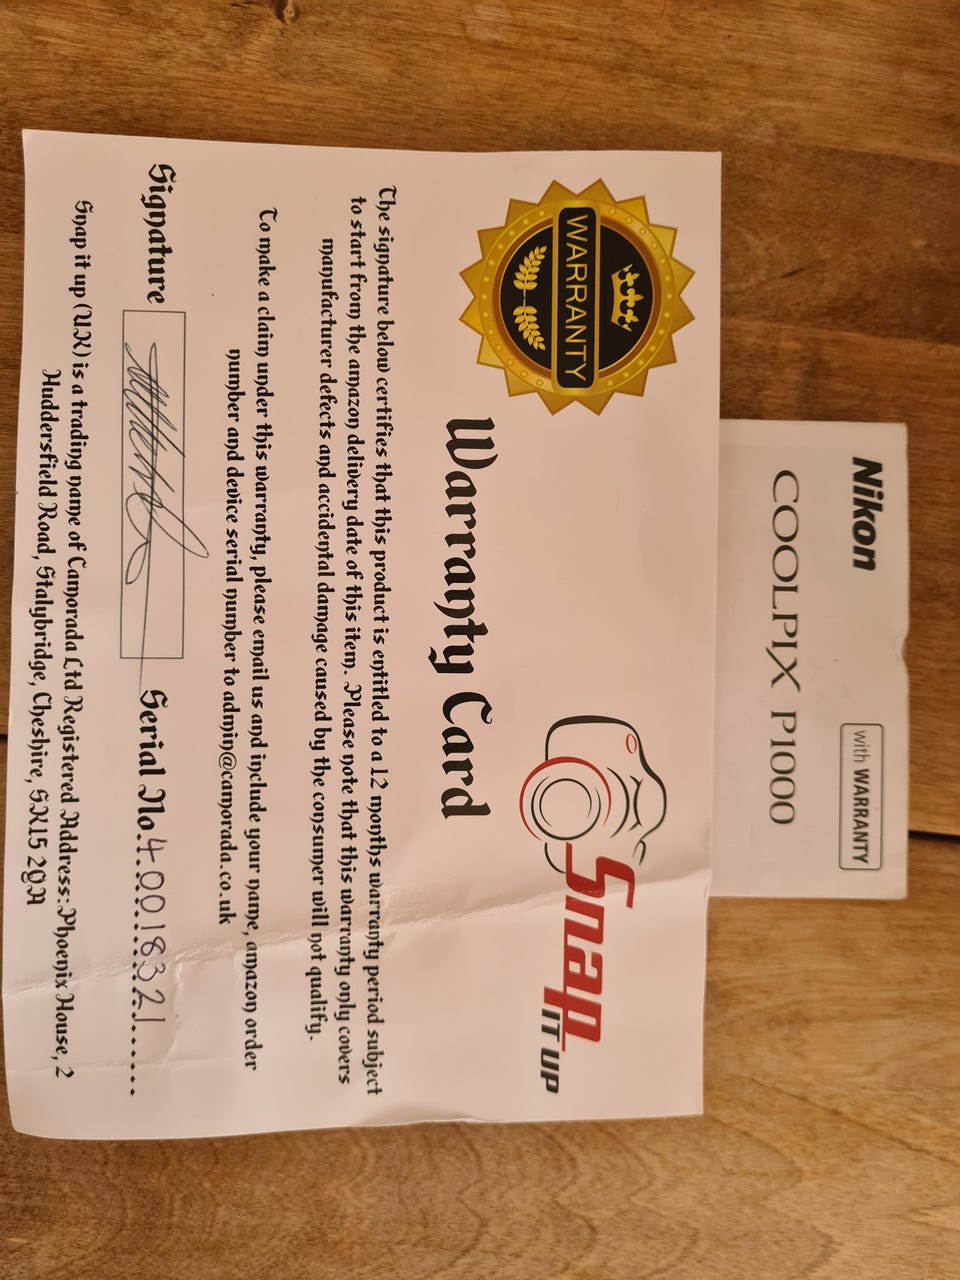 Nikon
COOLPIX P1000
with WARRANTY
WARRANTY
Snap
IT UP
Warranty Card
The signature below certifies that this product is entitled to a 12 months warranty period subject
to start from the amazon delivery date of this item. Please note that this warranty only covers
manufacturer defects and accidental damage caused by the consumer will not qualify.
To make a claim under this warranty, please email us and include your name, amazon order
number and device serial number to admin@camorada.co.uk
Signature
Serial No. 40018321
Snap it up (UK) is a trading name of Camorada Ltd Registered Address: Phoenix House, 2
Huddersfield Road, Stalybridge, Cheshire, SK15 2QA